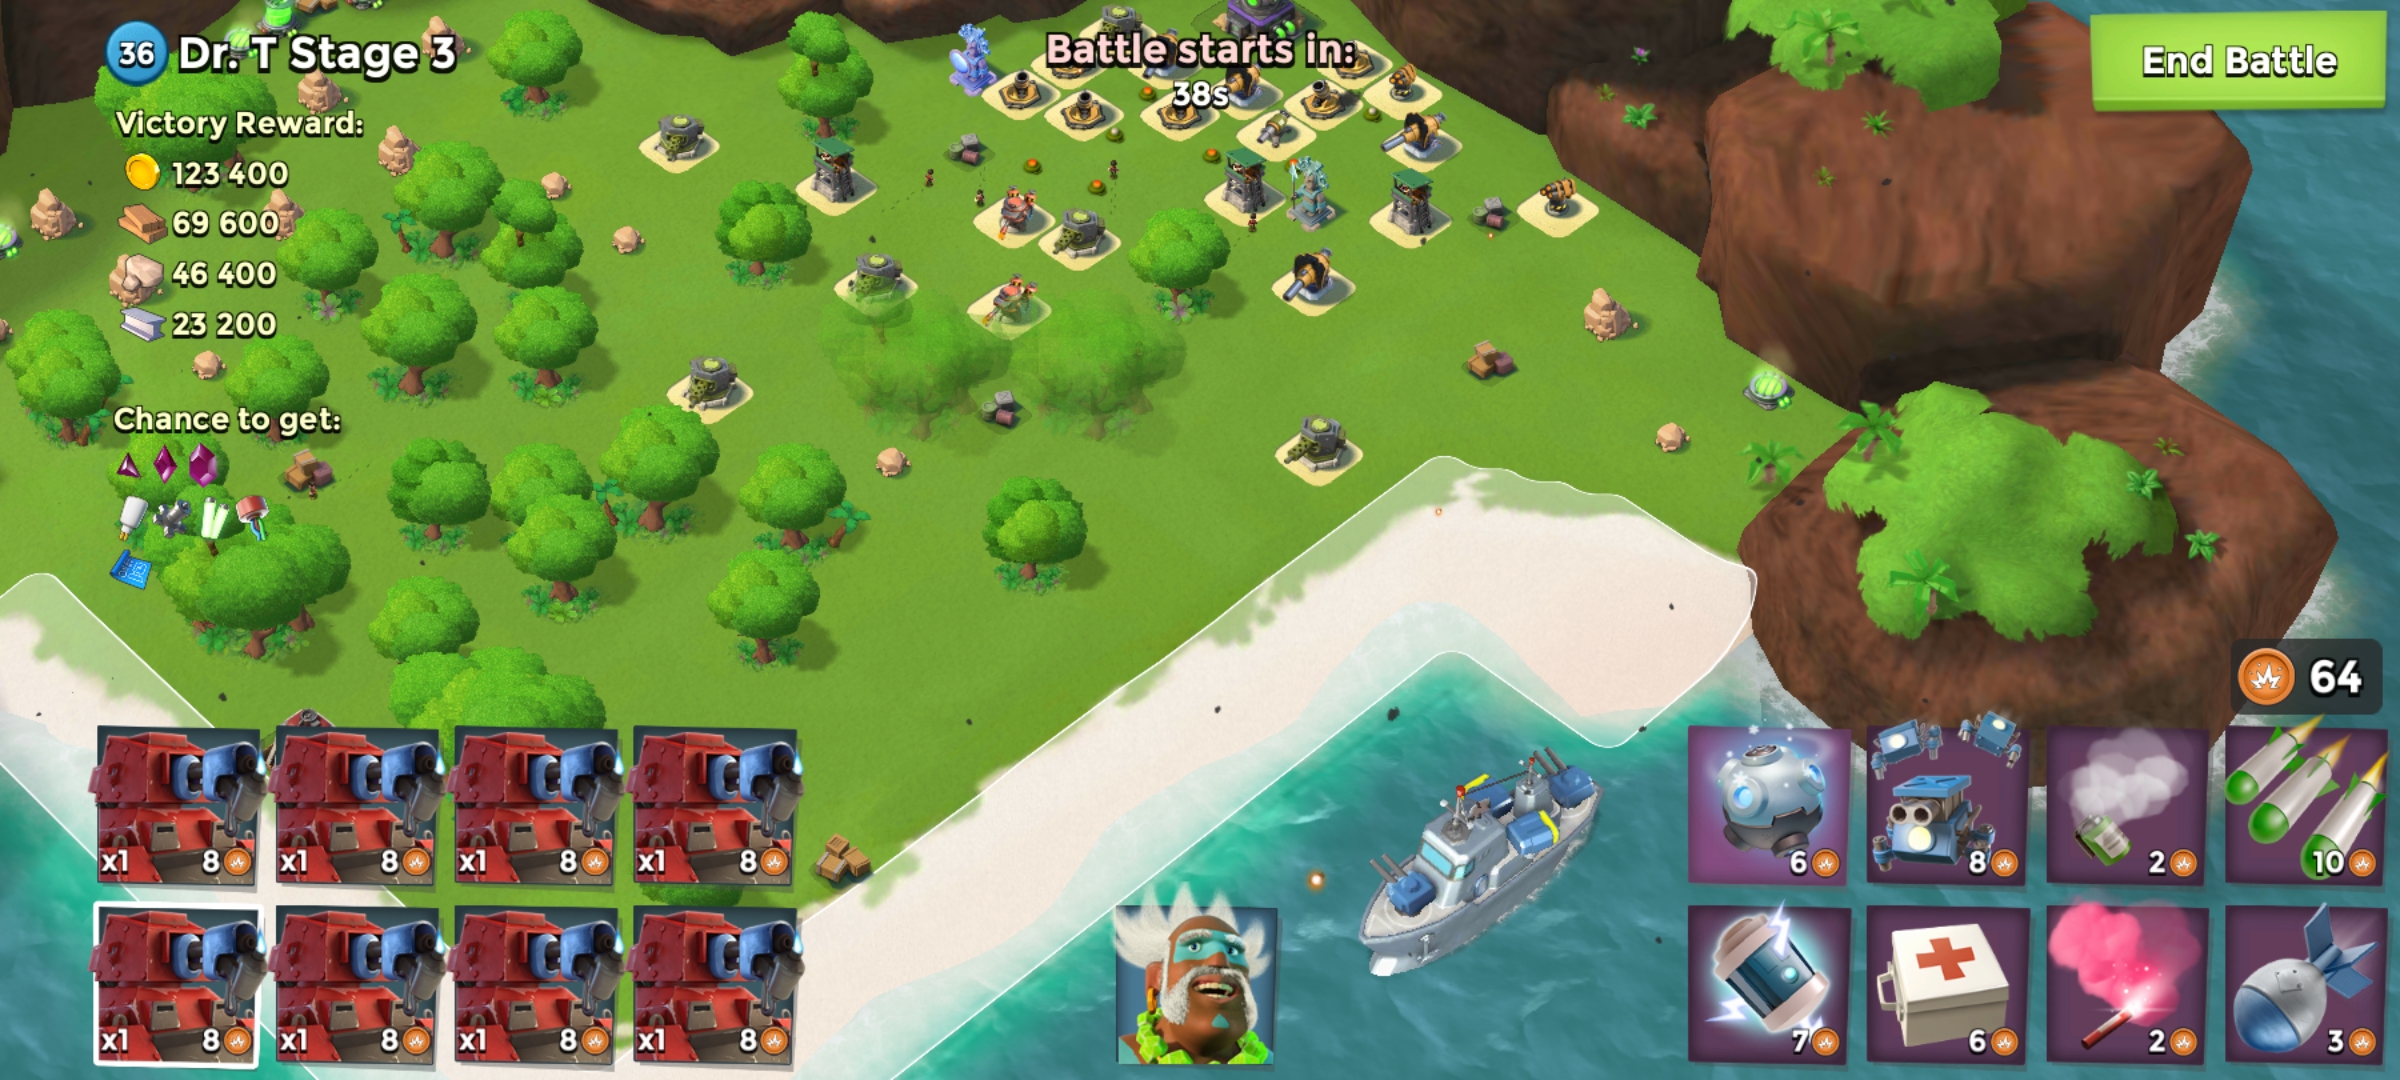 36 Dr. T Stage 3
Victory Reward:
123 400
69 600
46 400
23 200
Chance to get:
Battle starts in:
38s
End Battle
64
x1 8
x1 8
x1 8
x1 8
x1 8
x1 8
x1 8
x1 8
6
8
2
10
7
6
2
3